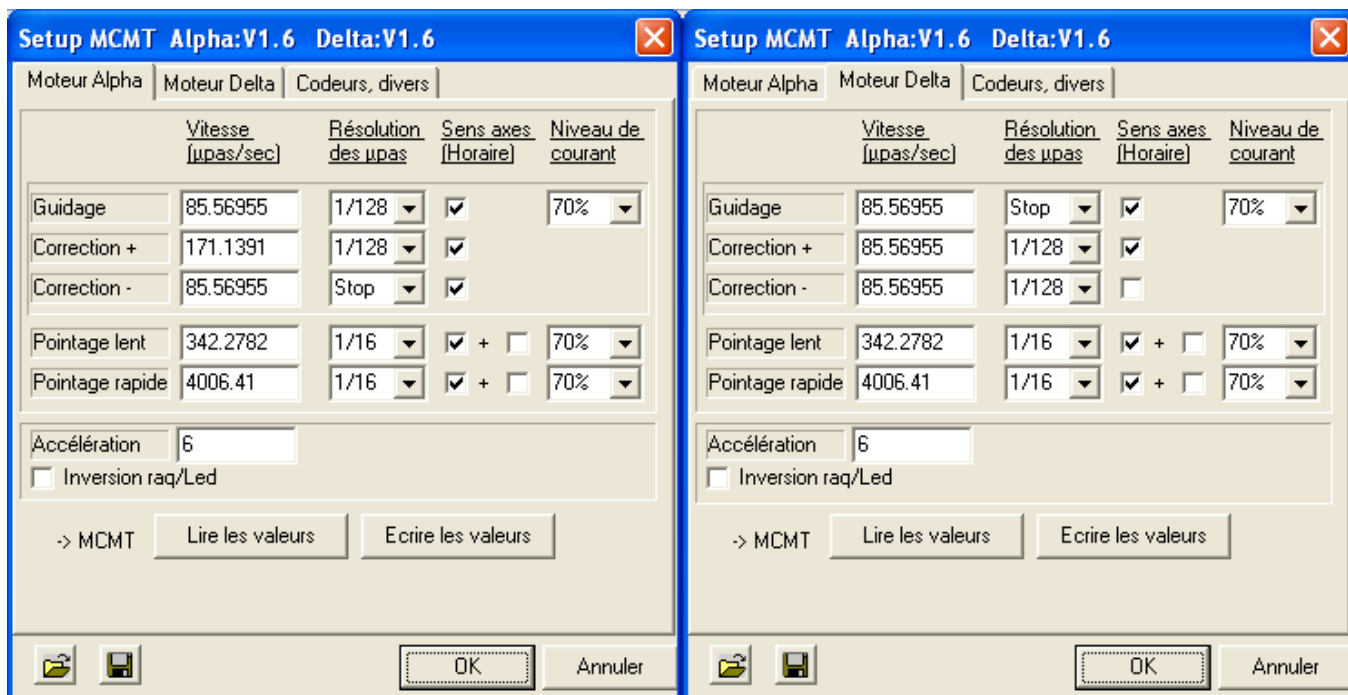 Setup MCMT Alpha:V1.6 Delta:V1.6
Moteur Alpha Moteur Delta Codeurs, divers
Vitesse (µpas/sec) Résolution des µpas Sens axes (Horaire) Niveau de courant
Guidage 85.56955 1/128 70%
Correction + 171.1391 1/128
Correction - 85.56955 Stop
Pointage lent 342.2782 1/16 + 70%
Pointage rapide 4006.41 1/16 + 70%
Accélération 6
Inversion raq/Led
-> MCMT Lire les valeurs Ecrire les valeurs
OK Annuler
Setup MCMT Alpha:V1.6 Delta:V1.6
Moteur Alpha Moteur Delta Codeurs, divers
Vitesse (µpas/sec) Résolution des µpas Sens axes (Horaire) Niveau de courant
Guidage 85.56955 Stop 70%
Correction + 85.56955 1/128
Correction - 85.56955 1/128
Pointage lent 342.2782 1/16 + 70%
Pointage rapide 4006.41 1/16 + 70%
Accélération 6
Inversion raq/Led
-> MCMT Lire les valeurs Ecrire les valeurs
OK Annuler